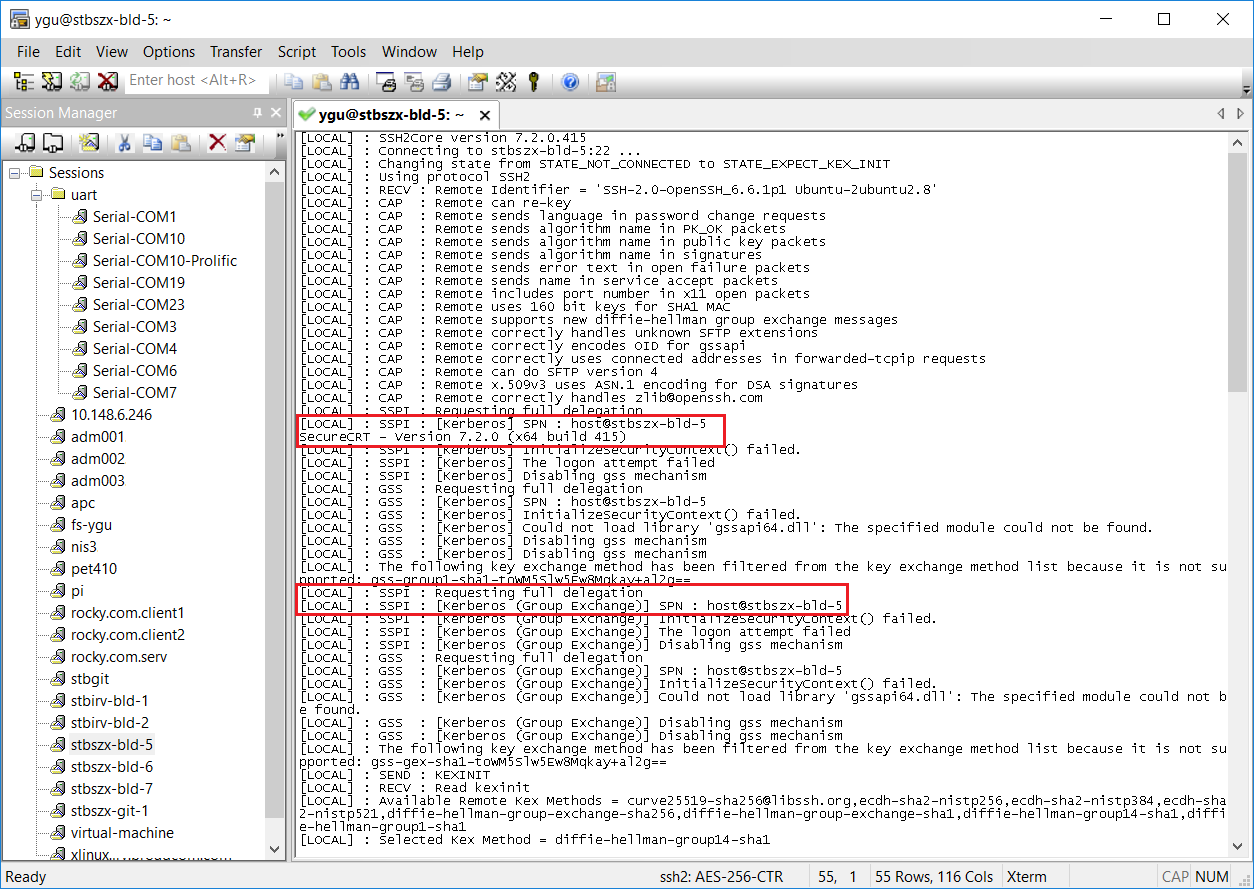 ygu@stbszx-bld-5: ~
File Edit View Options Transfer Script Tools Window Help
Enter host <Alt+R>
Session Manager
Sessions
uart
Serial-COM1
Serial-COM10
Serial-COM10-Prolific
Serial-COM19
Serial-COM23
Serial-COM3
Serial-COM4
Serial-COM6
Serial-COM7
10.148.6.246
adm001
adm002
adm003
apc
fs-ygu
nis3
pet410
pi
rocky.com.client1
rocky.com.client2
rocky.com.serv
stbgit
stbirv-bld-1
stbirv-bld-2
stbszx-bld-5
stbszx-bld-6
stbszx-bld-7
stbszx-git-1
virtual-machine
ygu@stbszx-bld-5: ~
[LOCAL] : SSH2Core version 7.2.0.415
[LOCAL] : Connecting to stbszx-bld-5:22 ...
[LOCAL] : Changing state from STATE_NOT_CONNECTED to STATE_EXPECT_KEX_INIT
[LOCAL] : Using protocol SSH2
[LOCAL] : RECV : Remote Identifier = 'SSH-2.0-OpenSSH_6.6.1p1 Ubuntu-2ubuntu2.8'
[LOCAL] : CAP  : Remote can re-key
[LOCAL] : CAP  : Remote sends language in password change requests
[LOCAL] : CAP  : Remote sends algorithm name in PK_OK packets
[LOCAL] : CAP  : Remote sends algorithm name in public key packets
[LOCAL] : CAP  : Remote sends algorithm name in signatures
[LOCAL] : CAP  : Remote sends error text in open failure packets
[LOCAL] : CAP  : Remote sends name in service accept packets
[LOCAL] : CAP  : Remote includes port number in x11 open packets
[LOCAL] : CAP  : Remote uses 160 bit keys for SHA1 MAC
[LOCAL] : CAP  : Remote supports new diffie-hellman group exchange messages
[LOCAL] : CAP  : Remote correctly handles unknown SFTP extensions
[LOCAL] : CAP  : Remote correctly encodes OID for gssapi
[LOCAL] : CAP  : Remote correctly uses connected addresses in forwarded-tcpip requests
[LOCAL] : CAP  : Remote can do SFTP version 4
[LOCAL] : CAP  : Remote x.509v3 uses ASN.1 encoding for DSA signatures
[LOCAL] : CAP  : Remote correctly handles zlib@openssh.com
[LOCAL] : SSPI : Requesting full delegation
[LOCAL] : SSPI : [Kerberos] SPN : host@stbszx-bld-5
SecureCRT - Version 7.2.0 (x64 build 415)
[LOCAL] : SSPI : [Kerberos] InitializeSecurityContext() failed.
[LOCAL] : SSPI : [Kerberos] The logon attempt failed
[LOCAL] : SSPI : [Kerberos] Disabling gss mechanism
[LOCAL] : GSS  : Requesting full delegation
[LOCAL] : GSS  : [Kerberos] SPN : host@stbszx-bld-5
[LOCAL] : GSS  : [Kerberos] InitializeSecurityContext() failed.
[LOCAL] : GSS  : [Kerberos] Could not load library 'gssapi64.dll': The specified module could not be found.
[LOCAL] : GSS  : [Kerberos] Disabling gss mechanism
[LOCAL] : GSS  : [Kerberos] Disabling gss mechanism
[LOCAL] : The following key exchange method has been filtered from the key exchange method list because it is not su
pported: gss-group1-sha1-toWM5Slw5Ew8Mqkay+al2g==
[LOCAL] : SSPI : Requesting full delegation
[LOCAL] : SSPI : [Kerberos (Group Exchange)] SPN : host@stbszx-bld-5
[LOCAL] : SSPI : [Kerberos (Group Exchange)] InitializeSecurityContext() failed.
[LOCAL] : SSPI : [Kerberos (Group Exchange)] The logon attempt failed
[LOCAL] : SSPI : [Kerberos (Group Exchange)] Disabling gss mechanism
[LOCAL] : GSS  : Requesting full delegation
[LOCAL] : GSS  : [Kerberos (Group Exchange)] SPN : host@stbszx-bld-5
[LOCAL] : GSS  : [Kerberos (Group Exchange)] InitializeSecurityContext() failed.
[LOCAL] : GSS  : [Kerberos (Group Exchange)] Could not load library 'gssapi64.dll': The specified module could not b
e found.
[LOCAL] : GSS  : [Kerberos (Group Exchange)] Disabling gss mechanism
[LOCAL] : GSS  : [Kerberos (Group Exchange)] Disabling gss mechanism
[LOCAL] : The following key exchange method has been filtered from the key exchange method list because it is not su
pported: gss-gex-sha1-toWM5Slw5Ew8Mqkay+al2g==
[LOCAL] : SEND : KEXINIT
[LOCAL] : RECV : Read kexinit
[LOCAL] : Available Remote Kex Methods = curve25519-sha256@libssh.org,ecdh-sha2-nistp256,ecdh-sha2-nistp384,ecdh-sha
2-nistp521,diffie-hellman-group-exchange-sha256,diffie-hellman-group-exchange-sha1,diffie-hellman-group14-sha1,diffi
e-hellman-group1-sha1
[LOCAL] : Selected Kex Method = diffie-hellman-group14-sha1
Ready ssh2: AES-256-CTR 55, 1 55 Rows, 116 Cols Xterm CAP NUM